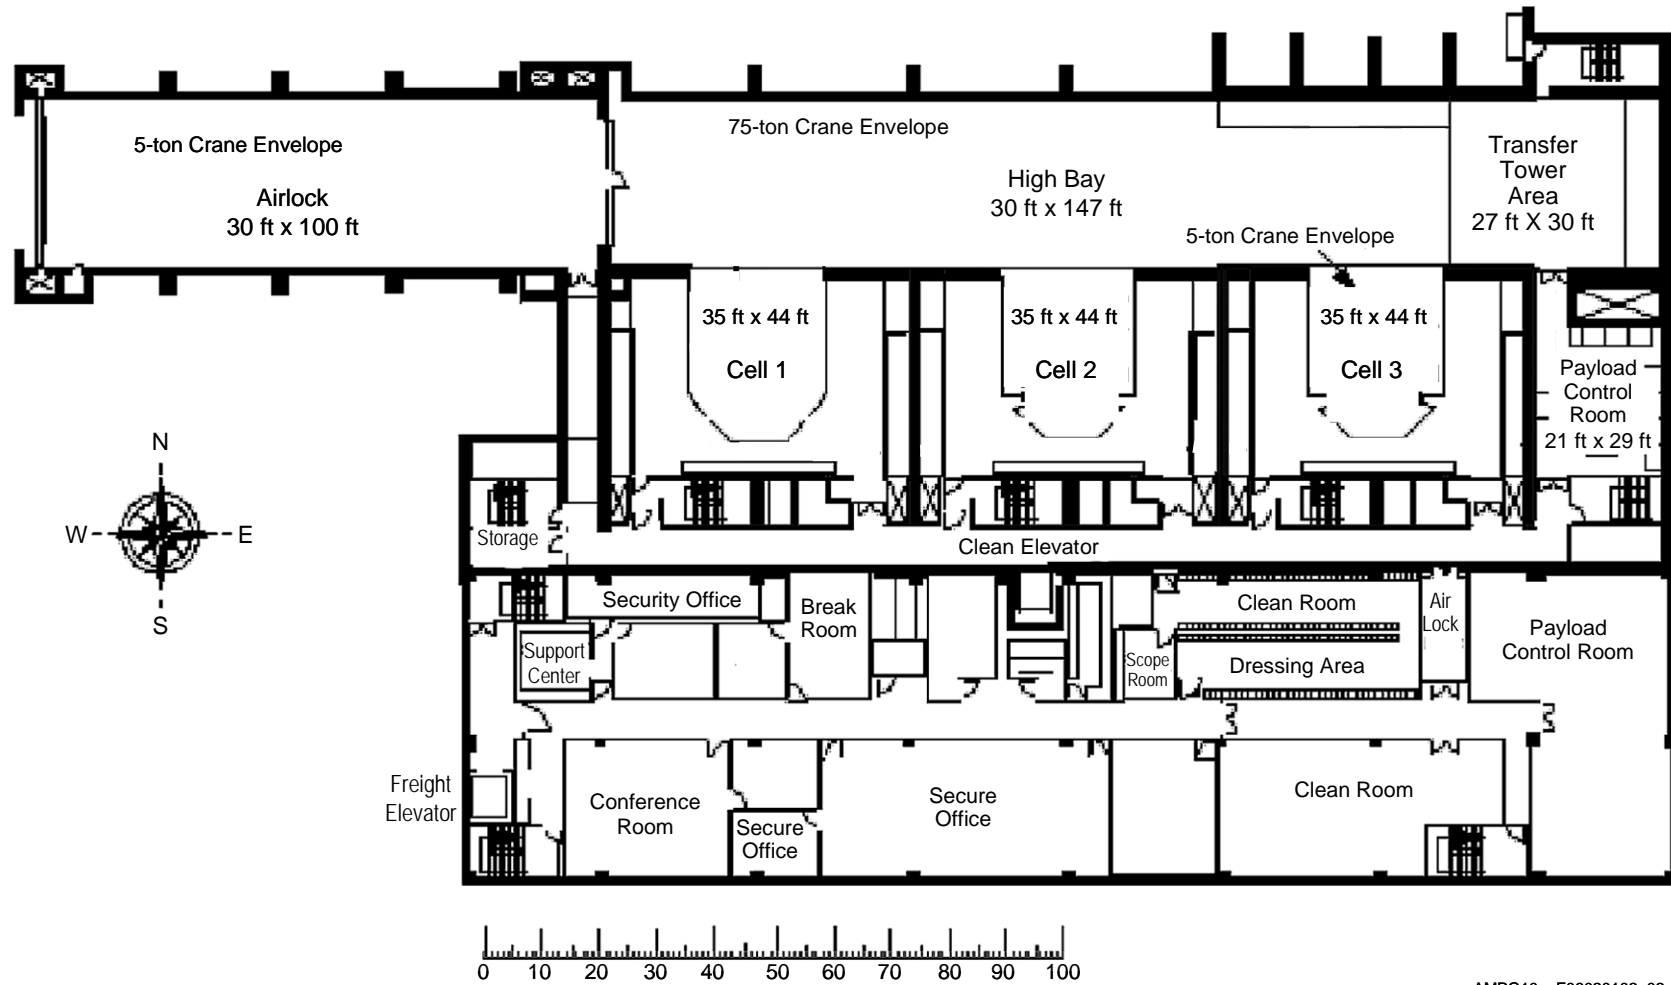 75-ton Crane Envelope
5-ton Crane Envelope
Airlock
30 ft x 100 ft
High Bay
30 ft x 147 ft
Transfer
Tower
Area
27 ft X 30 ft
5-ton Crane Envelope
35 ft x 44 ft
Cell 1
35 ft x 44 ft
Cell 2
35 ft x 44 ft
Cell 3
Payload
Control
Room
21 ft x 29 ft
N
W
E
S
Storage
Clean Elevator
Security Office
Break
Room
Clean Room
Air
Lock
Payload
Control Room
Support
Center
Scope
Room
Dressing Area
Freight
Elevator
Conference
Room
Secure
Office
Secure
Office
Clean Room
0 10 20 30 40 50 60 70 80 90 100